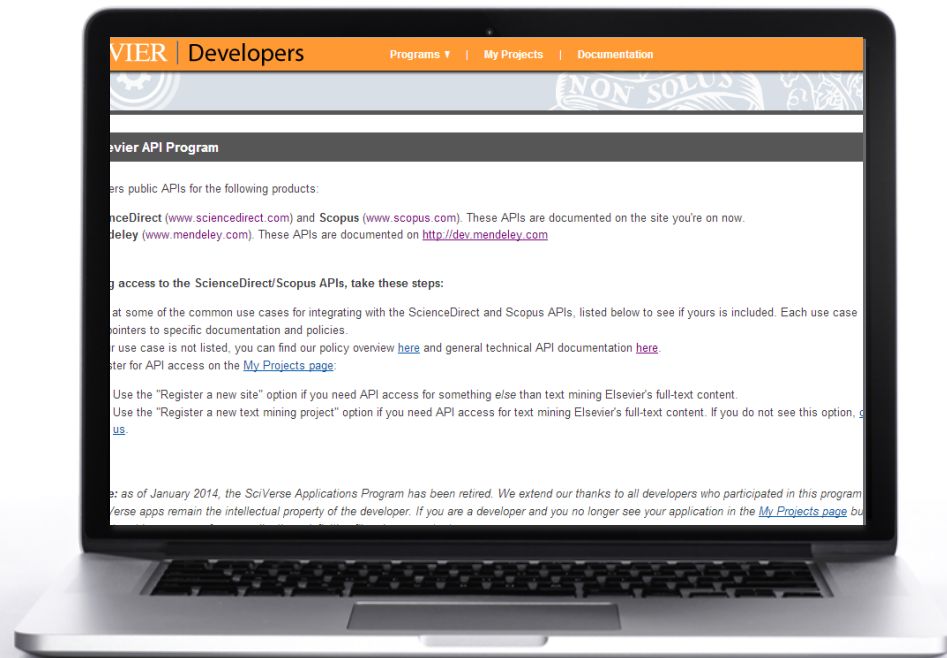 VIER | Developers
Programs ▼ | My Projects | Documentation
NON SOLUS
evier API Program
ers public APIs for the following products:
nceDirect (www.sciencedirect.com) and Scopus (www.scopus.com). These APIs are documented on the site you're on now.
deley (www.mendeley.com). These APIs are documented on http://dev.mendeley.com
g access to the ScienceDirect/Scopus APIs, take these steps:
at some of the common use cases for integrating with the ScienceDirect and Scopus APIs, listed below to see if yours is included. Each use case
pointers to specific documentation and policies.
r use case is not listed, you can find our policy overview here and general technical API documentation here.
ster for API access on the My Projects page:
Use the "Register a new site" option if you need API access for something else than text mining Elsevier's full-text content.
Use the "Register a new text mining project" option if you need API access for text mining Elsevier's full-text content. If you do not see this option,
us.
e: as of January 2014, the SciVerse Applications Program has been retired. We extend our thanks to all developers who participated in this program
Verse apps remain the intellectual property of the developer. If you are a developer and you no longer see your application in the My Projects page bu